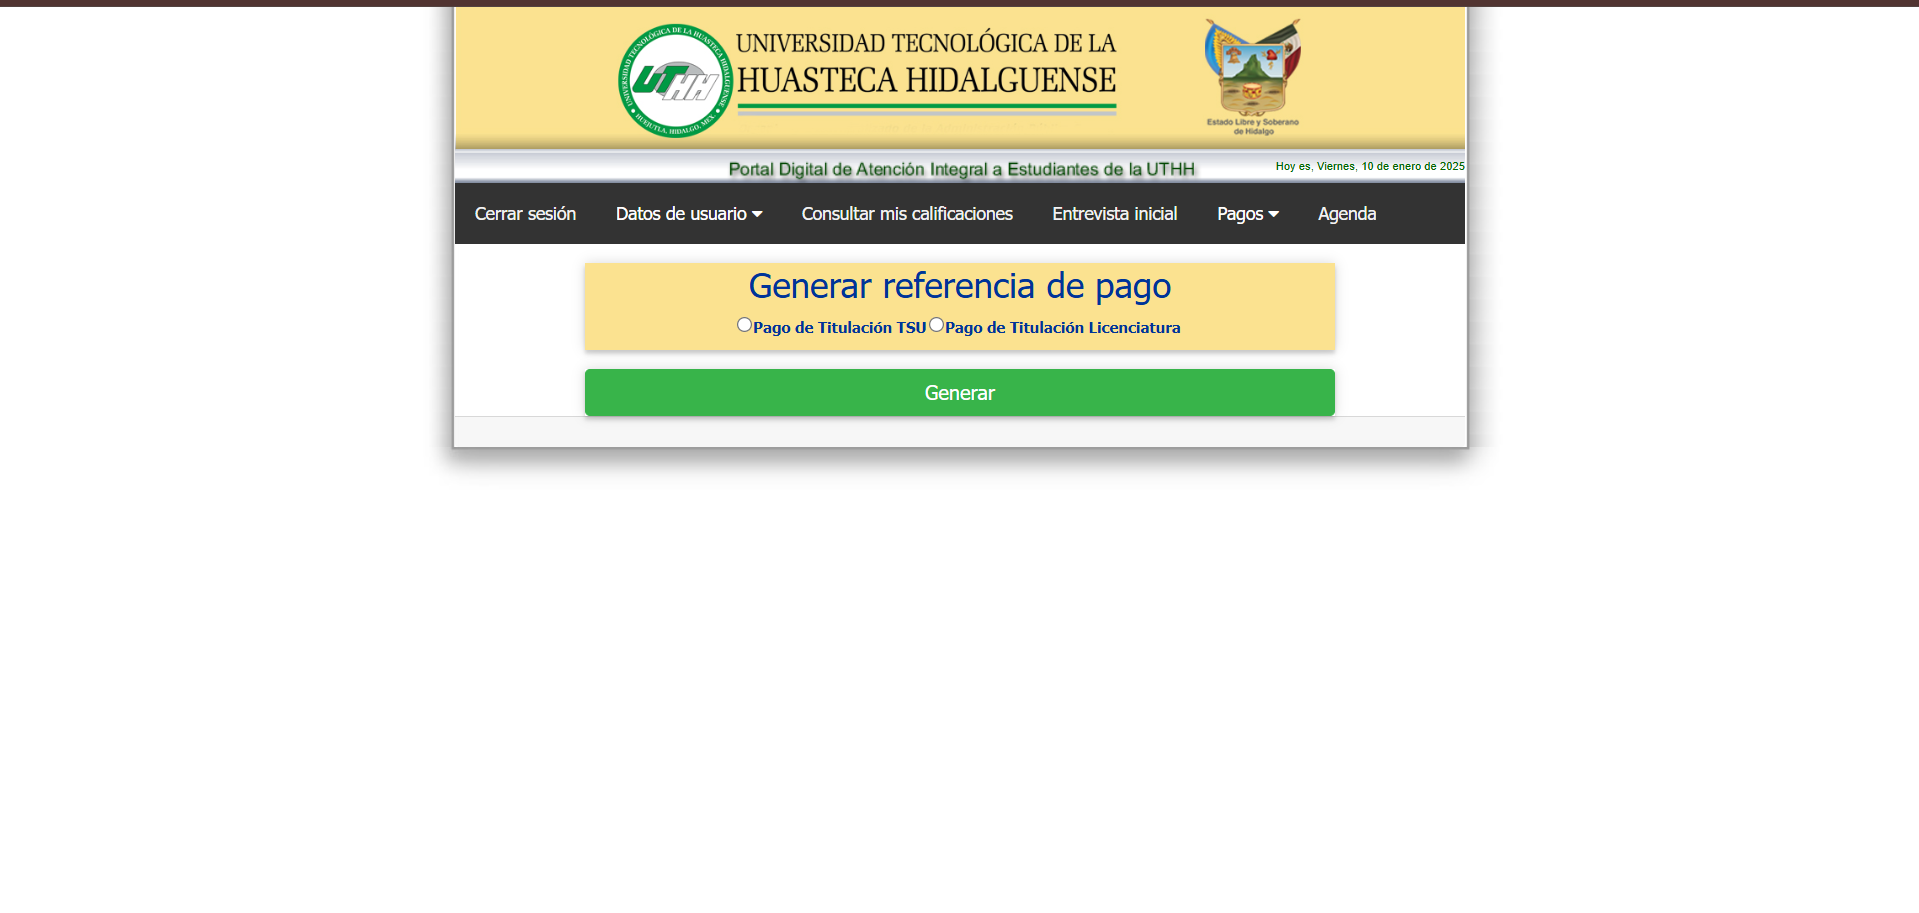 UNIVERSIDAD TECNOLÓGICA DE LA HUASTECA HIDALGUENSE
HUEJUTLA, HIDALGO, MEX.
UTHH
UNIVERSIDAD TECNOLÓGICA DE LA
HUASTECA HIDALGUENSE
Estado Libre y Soberano
de Hidalgo
Portal Digital de Atención Integral a Estudiantes de la UTHH
Hoy es, Viernes, 10 de enero de 2025
Cerrar sesión Datos de usuario Consultar mis calificaciones Entrevista inicial Pagos Agenda
Generar referencia de pago
Pago de Titulación TSU Pago de Titulación Licenciatura
Generar